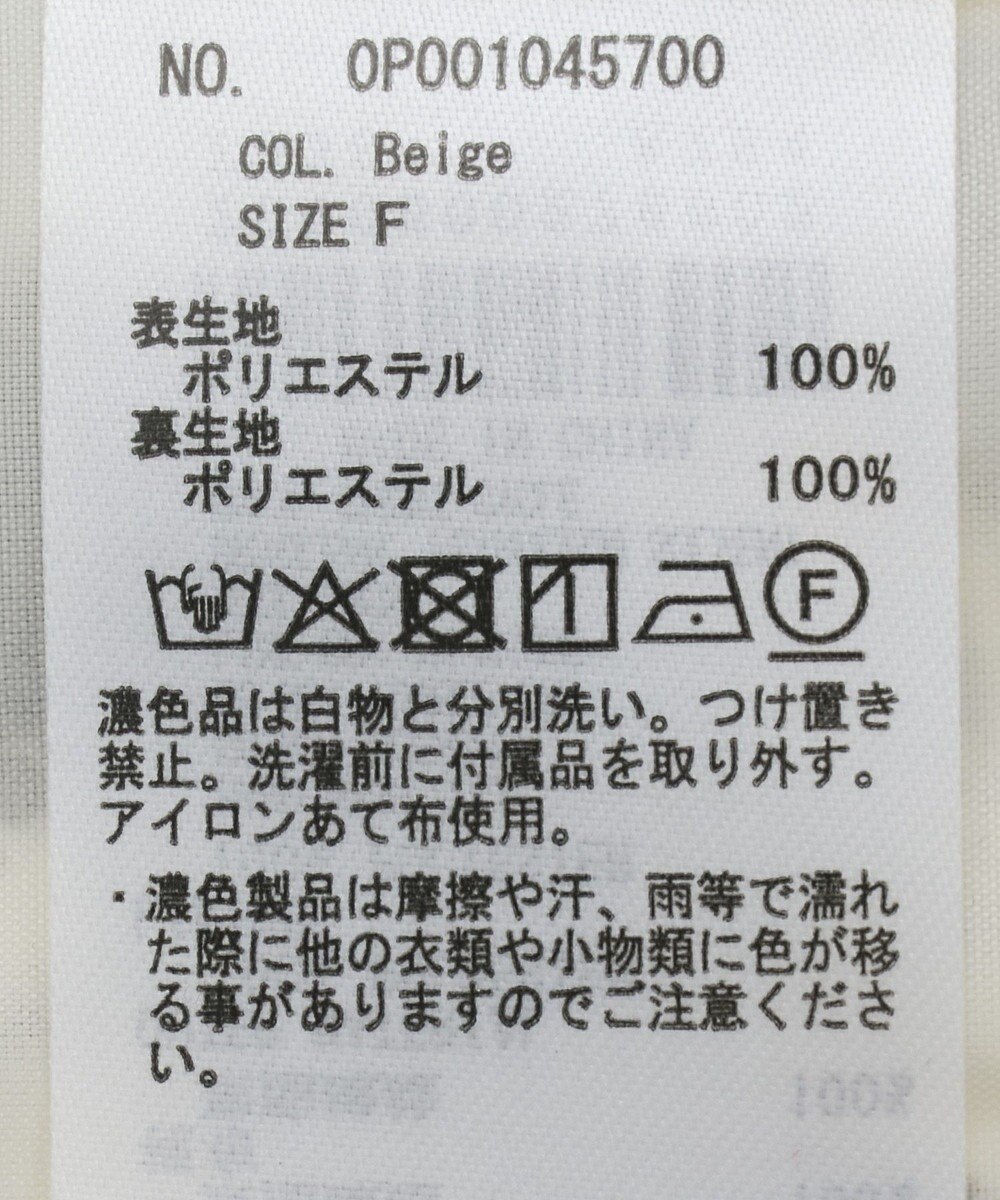 NO. OP001045700
COL. Beige
SIZE F
表生地
ポリエステル 100%
裏生地
ポリエステル 100%
F
濃色品は白物と分別洗い。つけ置き
禁止。洗濯前に付属品を取り外す。
アイロンあて布使用。
・濃色製品は摩擦や汗、雨等で濡れ
た際に他の衣類や小物類に色が移
る事がありますのでご注意くださ
い。